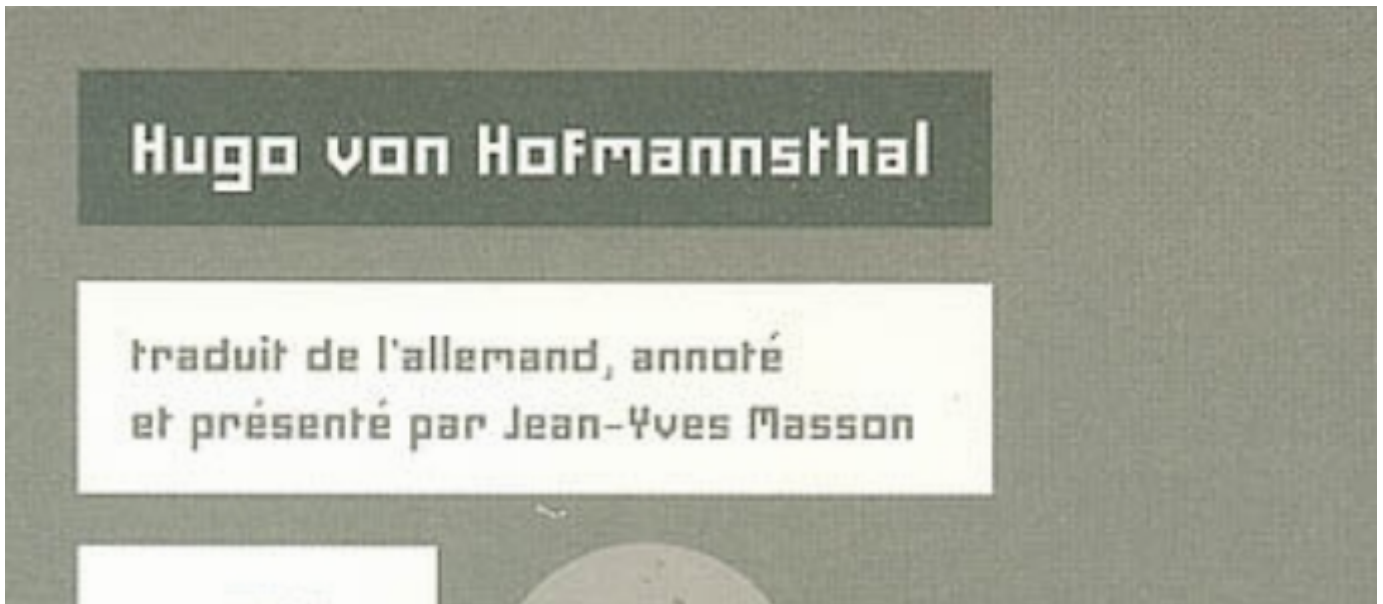 Hugo von Hofmannsthal
traduit de l'allemand, annoté
et présenté par Jean-Yves Masson